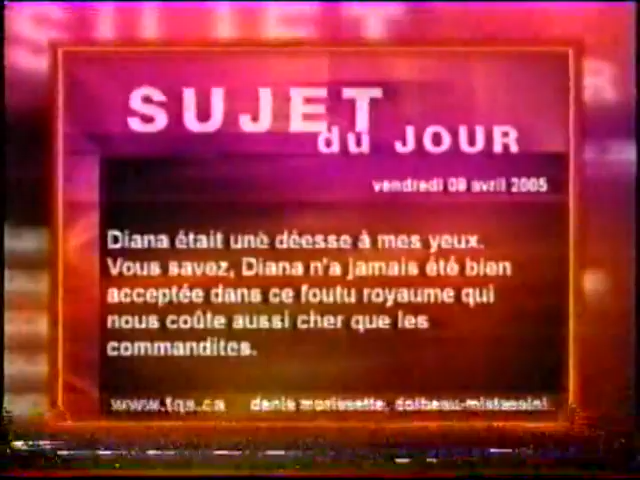 SUJET
du JOUR
vendredi 08 avril 2005
Diana était une déesse à mes yeux.
Vous savez, Diana n'a jamais été bien
acceptée dans ce foutu royaume qui
nous coûte aussi cher que les
commandites.
www.tqs.ca denis morissette, dolbeau-mistassini